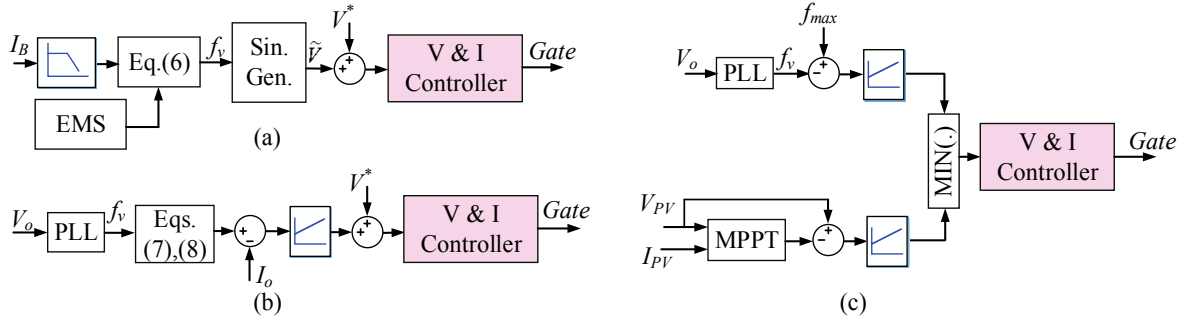 I_B
Eq.(6)
f_v
Sin.
Gen.
Ṽ
V*
+
+
V & I
Controller
Gate
EMS
(a)
V_o
PLL
f_v
Eqs.
(7),(8)
+
−
I_o
V*
+
+
V & I
Controller
Gate
(b)
f_max
V_o
PLL
f_v
+
−
MIN(.)
V & I
Controller
Gate
V_PV
I_PV
MPPT
+
−
(c)